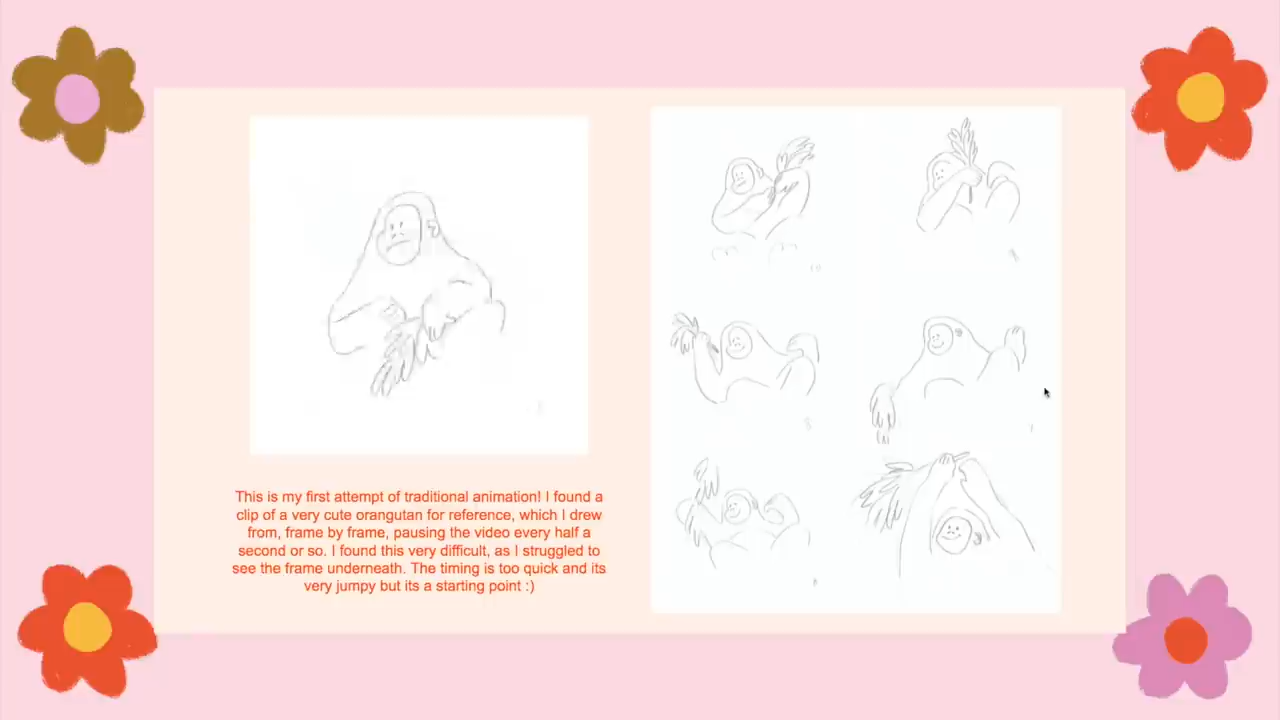 This is my first attempt of traditional animation! I found a
clip of a very cute orangutan for reference, which I drew
from, frame by frame, pausing the video every half a
second or so. I found this very difficult, as I struggled to
see the frame underneath. The timing is too quick and its
very jumpy but its a starting point :)